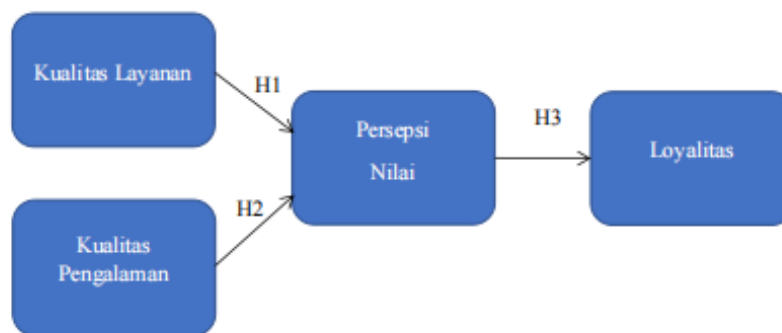 Kualitas Layanan
H1
Persepsi
Nilai
H3
Loyalitas
H2
Kualitas
Pengalaman